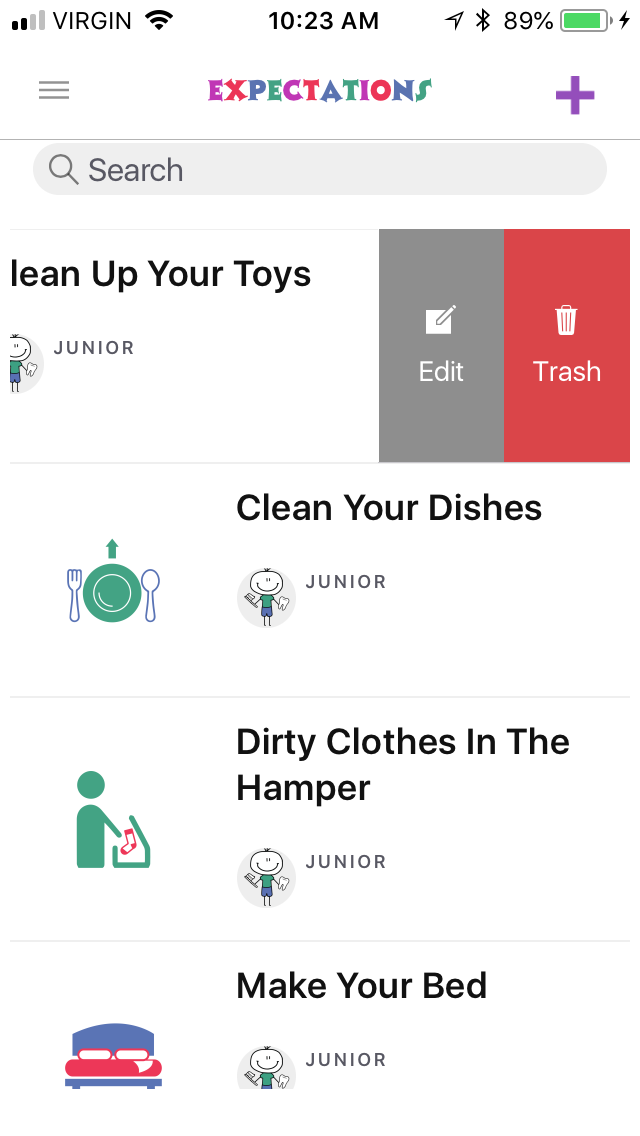 VIRGIN 10:23 AM 89%
EXPECTATIONS
Search
lean Up Your Toys
JUNIOR
Edit Trash
Clean Your Dishes
JUNIOR
Dirty Clothes In The
Hamper
JUNIOR
Make Your Bed
JUNIOR